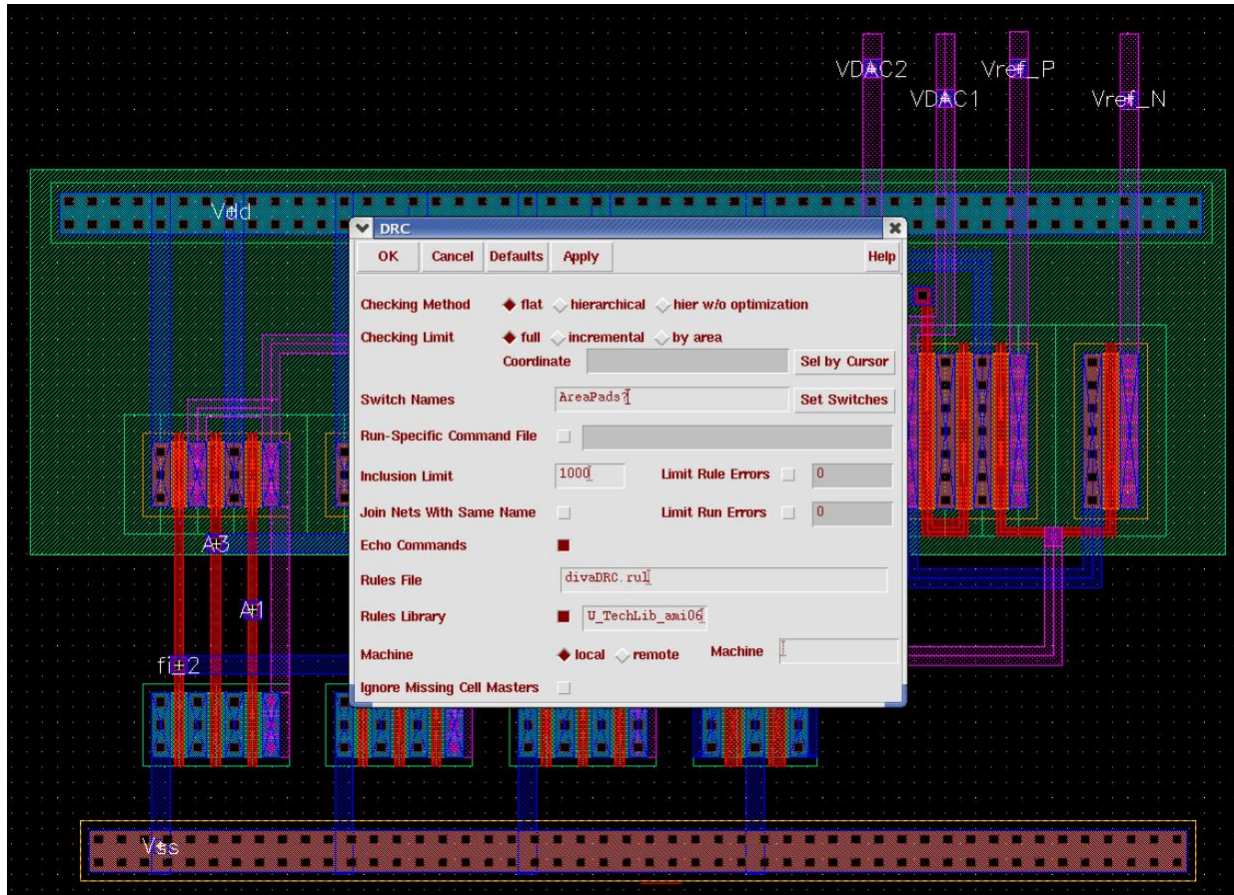 VDAC2
Vref_P
VDAC1
Vref_N
Vdd
DRC
OK Cancel Defaults Apply Help
Checking Method flat hierarchical hier w/o optimization
Checking Limit full incremental by area
Coordinate Sel by Cursor
Switch Names AreaPads? Set Switches
Run-Specific Command File
Inclusion Limit 1000 Limit Rule Errors 0
Join Nets With Same Name Limit Run Errors 0
Echo Commands
A3
Rules File divaDRC.rul
Rules Library U_TechLib_ami06
A1
Machine local remote Machine
fi_2
Ignore Missing Cell Masters
Vss